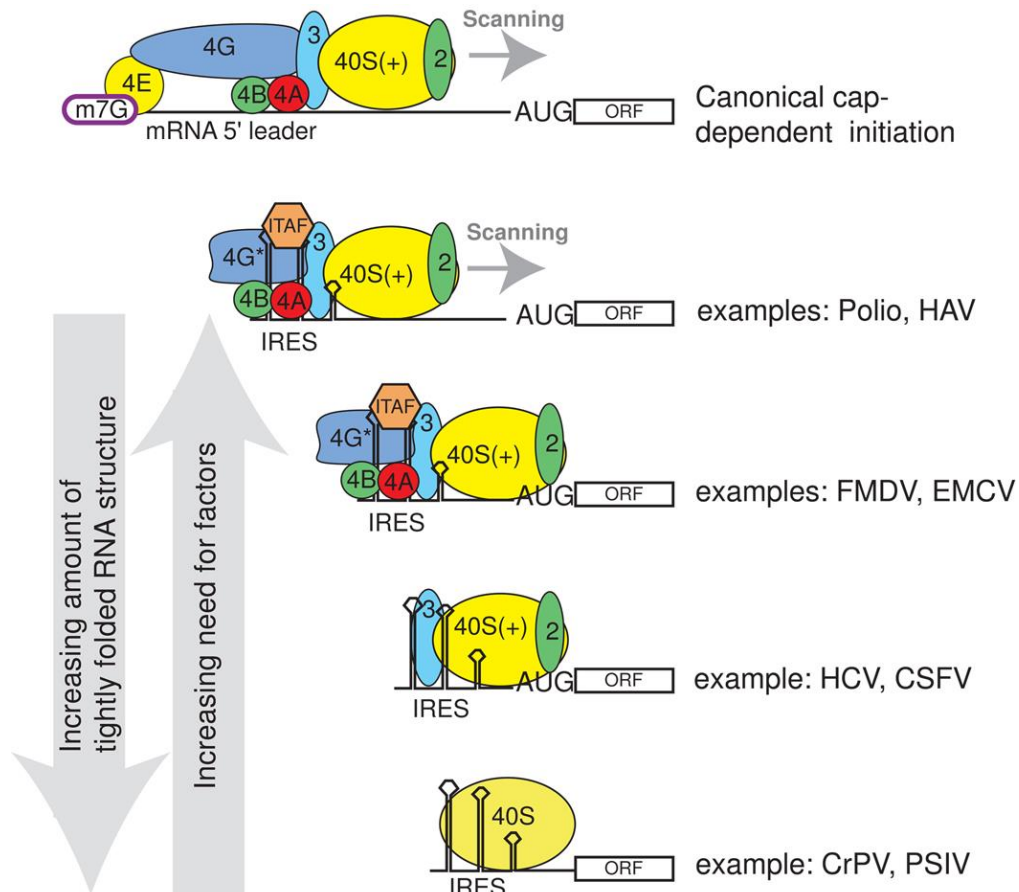 Scanning
4G
3
40S(+)
2
4E
4B
4A
m7G
mRNA 5' leader
AUG
ORF
Canonical cap-
dependent initiation
ITAF
Scanning
3
4G*
40S(+)
2
4B
4A
IRES
AUG
ORF
examples: Polio, HAV
ITAF
3
4G*
40S(+)
2
4B
4A
IRES
AUG
ORF
examples: FMDV, EMCV
3
40S(+)
2
IRES
AUG
ORF
example: HCV, CSFV
40S
IRES
ORF
example: CrPV, PSIV
Increasing amount of
tightly folded RNA structure
Increasing need for factors